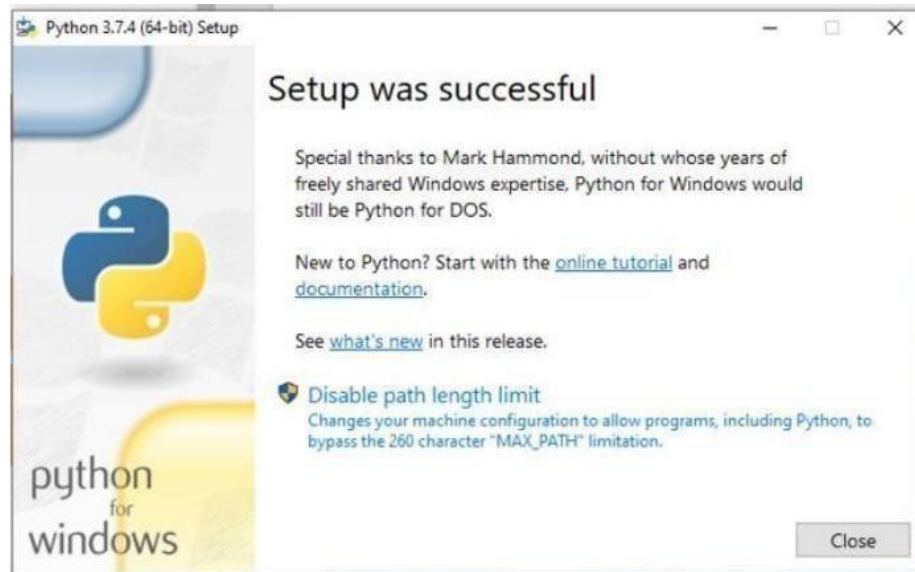 Python 3.7.4 (64-bit) Setup
Setup was successful
Special thanks to Mark Hammond, without whose years of
freely shared Windows expertise, Python for Windows would
still be Python for DOS.
New to Python? Start with the online tutorial and
documentation.
See what's new in this release.
Disable path length limit
Changes your machine configuration to allow programs, including Python, to
bypass the 260 character "MAX_PATH" limitation.
python
for
windows
Close